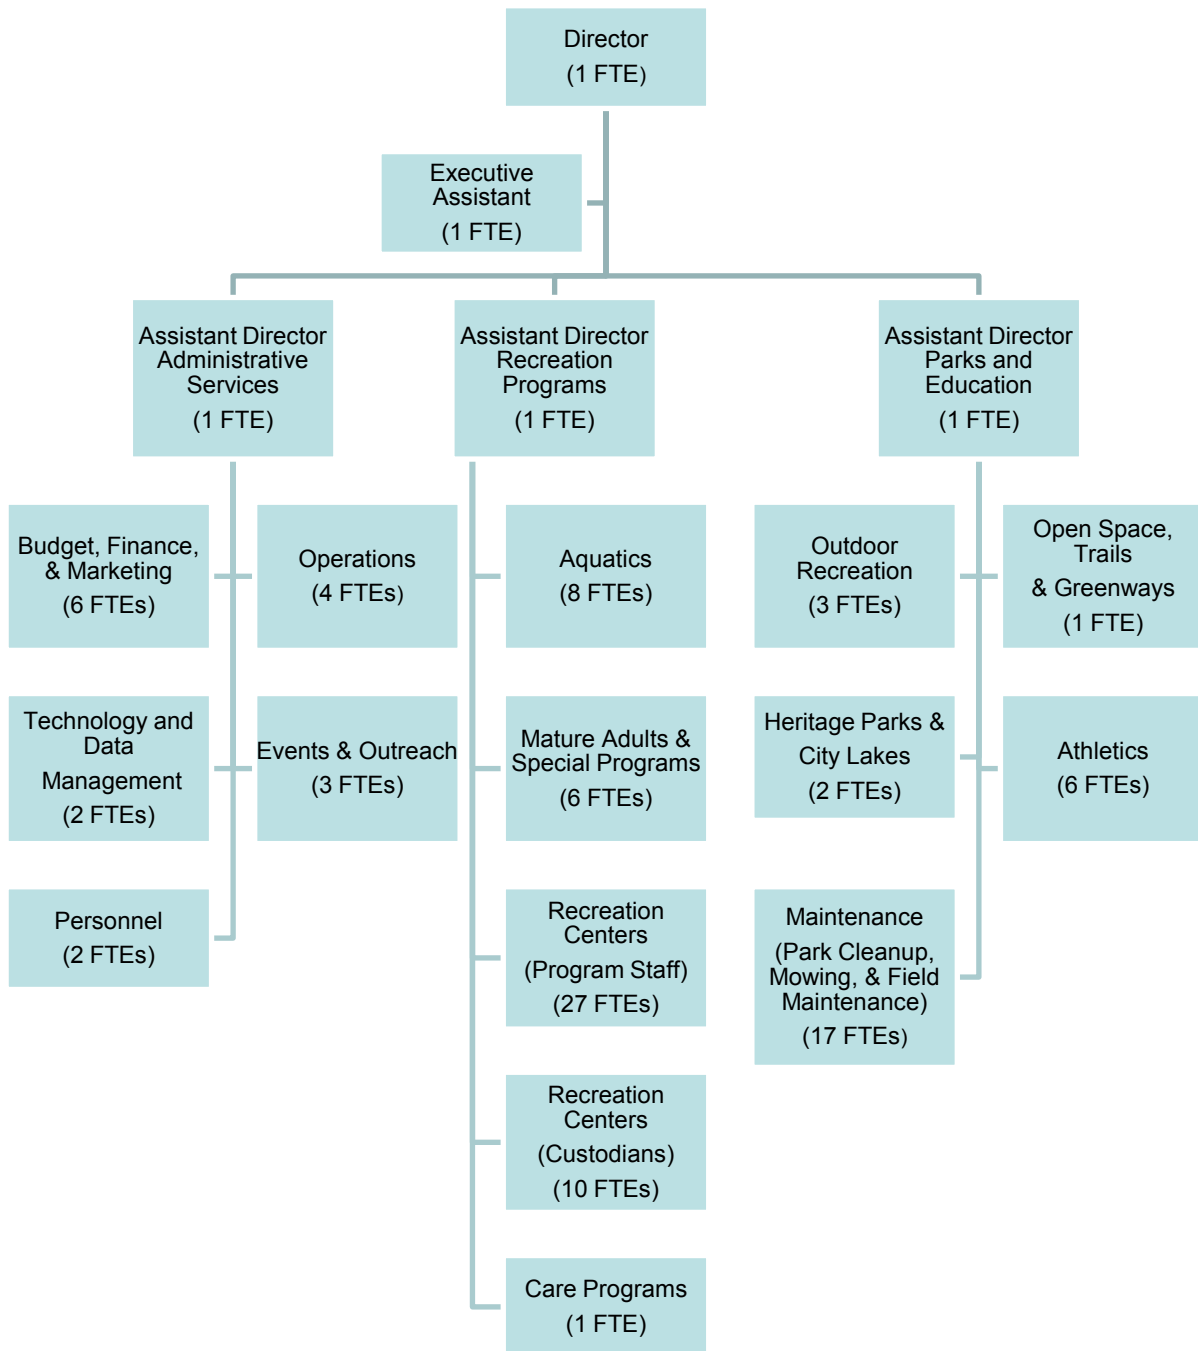 Director
(1 FTE)
Executive
Assistant
(1 FTE)
Assistant Director
Administrative
Services
(1 FTE)
Assistant Director
Recreation
Programs
(1 FTE)
Assistant Director
Parks and
Education
(1 FTE)
Budget, Finance,
& Marketing
(6 FTEs)
Operations
(4 FTEs)
Aquatics
(8 FTEs)
Outdoor
Recreation
(3 FTEs)
Open Space,
Trails
& Greenways
(1 FTE)
Technology and
Data
Management
(2 FTEs)
Events & Outreach
(3 FTEs)
Mature Adults &
Special Programs
(6 FTEs)
Heritage Parks &
City Lakes
(2 FTEs)
Athletics
(6 FTEs)
Personnel
(2 FTEs)
Recreation
Centers
(Program Staff)
(27 FTEs)
Maintenance
(Park Cleanup,
Mowing, & Field
Maintenance)
(17 FTEs)
Recreation
Centers
(Custodians)
(10 FTEs)
Care Programs
(1 FTE)